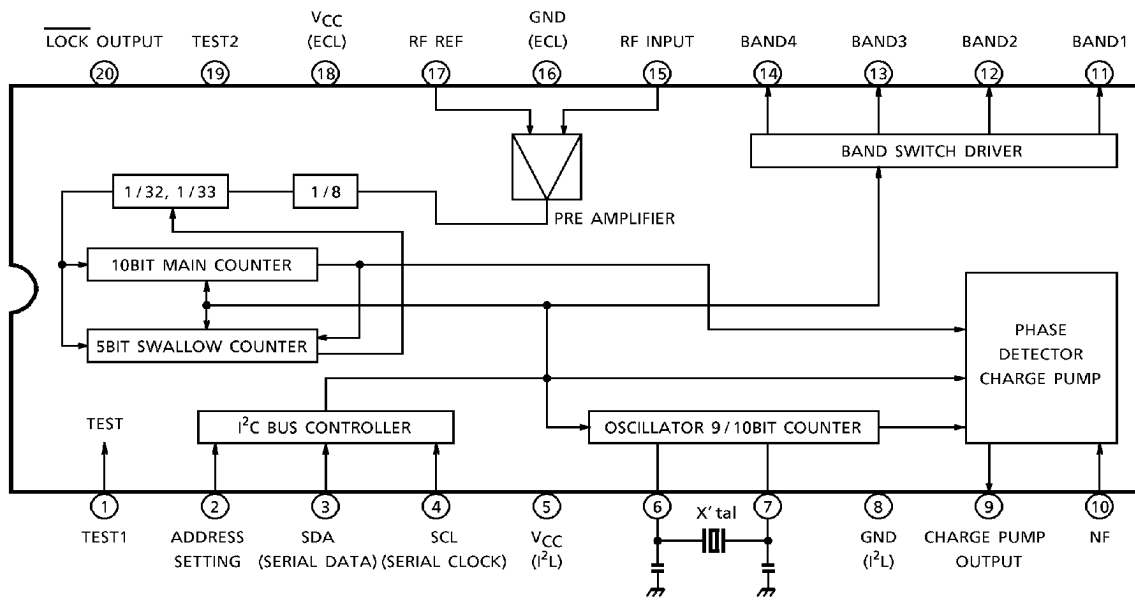 LOCK OUTPUT
TEST2
VCC
(ECL)
RF REF
GND
(ECL)
RF INPUT
BAND4
BAND3
BAND2
BAND1
20
19
18
17
16
15
14
13
12
11
BAND SWITCH DRIVER
1/32, 1/33
1/8
PRE AMPLIFIER
10BIT MAIN COUNTER
5BIT SWALLOW COUNTER
PHASE
DETECTOR
CHARGE PUMP
TEST
I²C BUS CONTROLLER
OSCILLATOR 9/10BIT COUNTER
1
2
3
4
5
6
7
8
9
10
X'tal
TEST1
ADDRESS
SETTING
SDA
(SERIAL DATA)
SCL
(SERIAL CLOCK)
VCC
(I²L)
GND
(I²L)
CHARGE PUMP
OUTPUT
NF